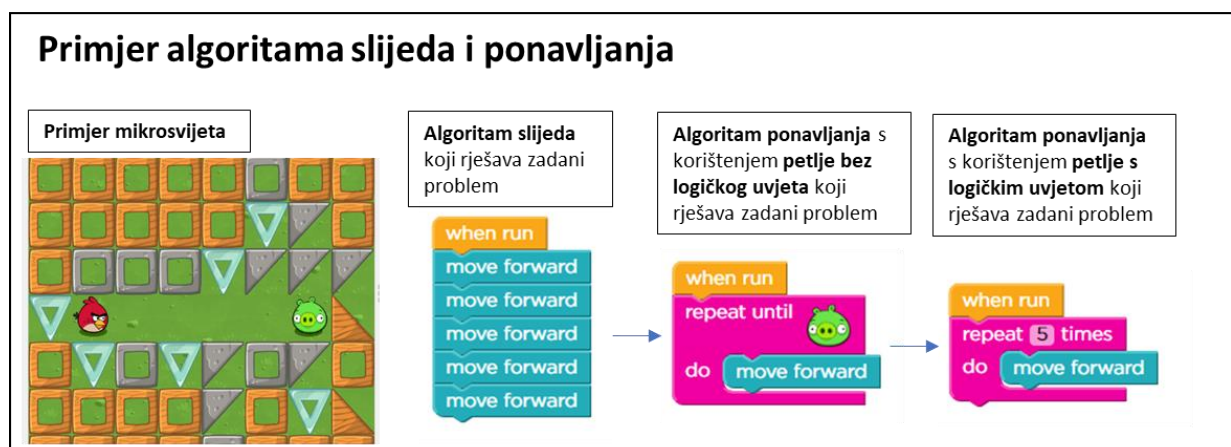 Primjer algoritama slijeda i ponavljanja
Primjer mikrosvijeta
Algoritam slijeda
koji rješava zadani
problem
when run
move forward
move forward
move forward
move forward
move forward
Algoritam ponavljanja s
korištenjem petlje bez
logičkog uvjeta koji
rješava zadani problem
when run
repeat until
do move forward
Algoritam ponavljanja
s korištenjem petlje s
logičkim uvjetom koji
rješava zadani problem
when run
repeat 5 times
do move forward